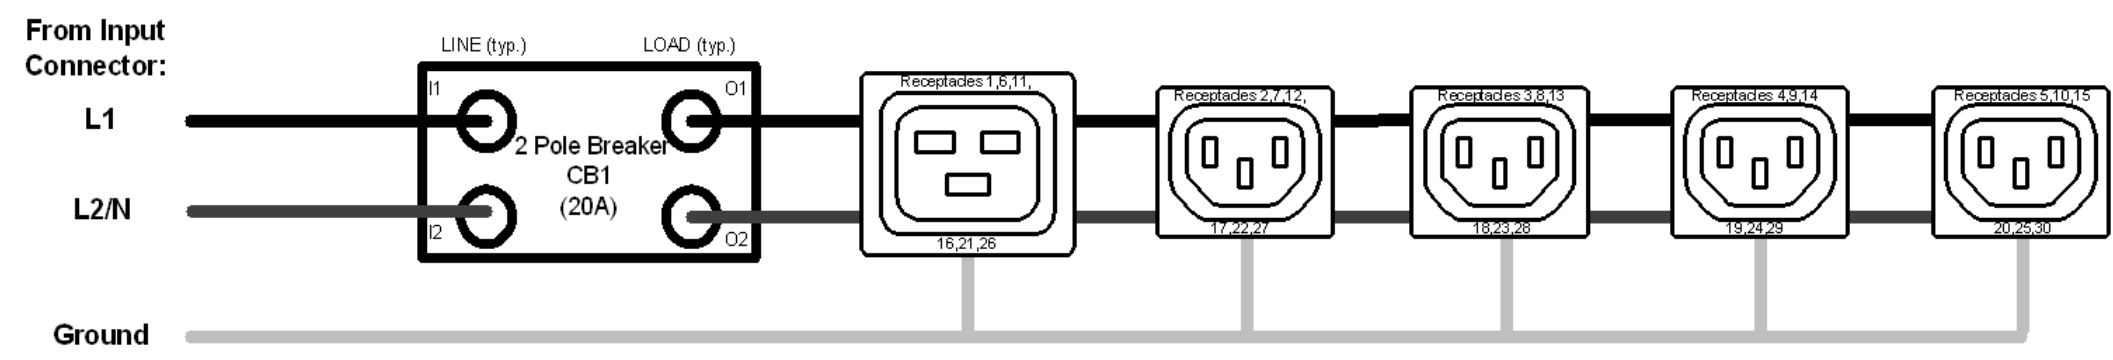 From Input
Connector:
LINE (typ.)
LOAD (typ.)
L1
L2/N
Ground
I1
O1
2 Pole Breaker
CB1
(20A)
I2
O2
Receptacles 1,6,11,
16,21,26
Receptacles 2,7,12,
17,22,27
Receptacles 3,8,13
18,23,28
Receptacles 4,9,14
19,24,29
Receptacles 5,10,15
20,25,30